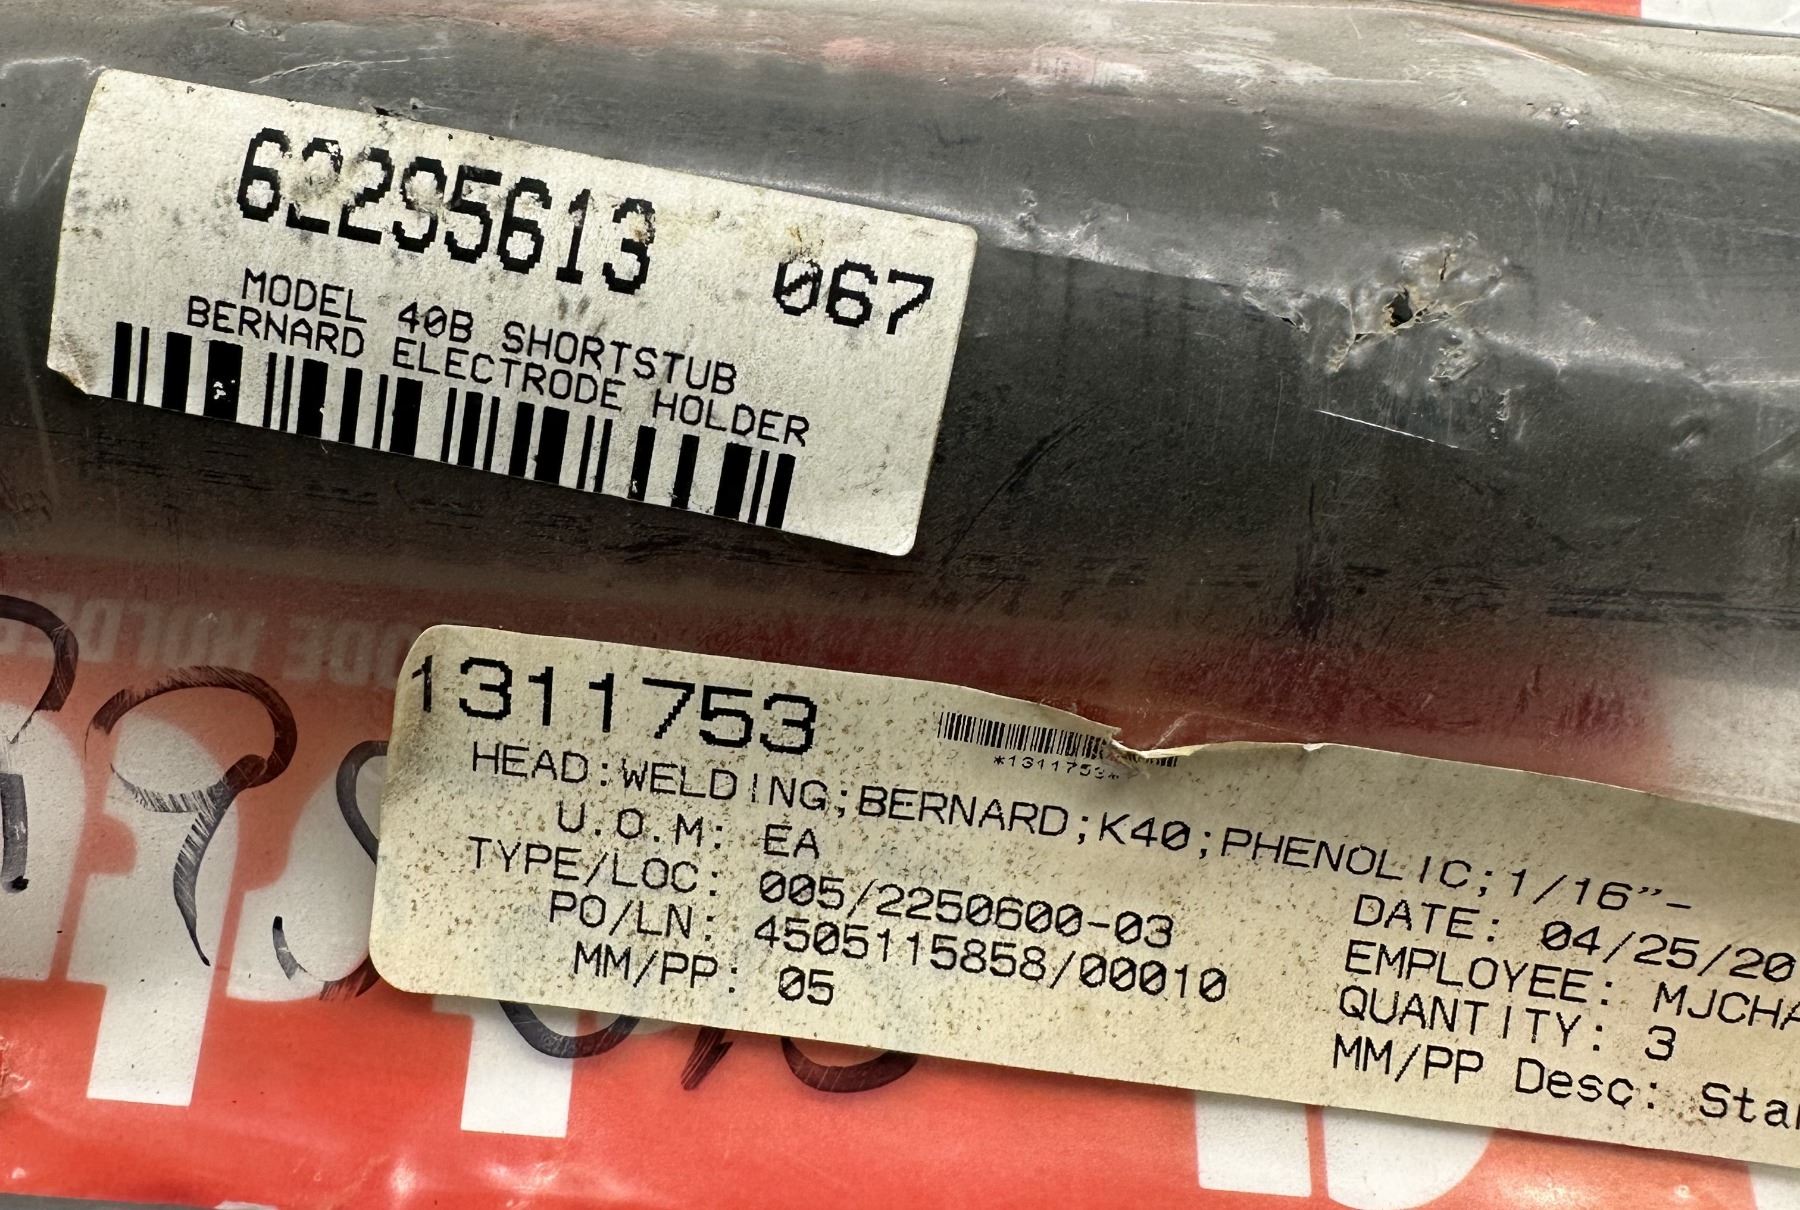 62295613 067
MODEL 40B SHORTSTUB
BERNARD ELECTRODE HOLDER
1311753
*1311753*
HEAD:WELDING;BERNARD;K40;PHENOLIC;1/16"-
U.O.M: EA
TYPE/LOC: 005/2250600-03
DATE: 04/25/20
PO/LN: 4505115858/00010
EMPLOYEE: MJCHA
MM/PP: 05
QUANTITY: 3
MM/PP Desc: Sta